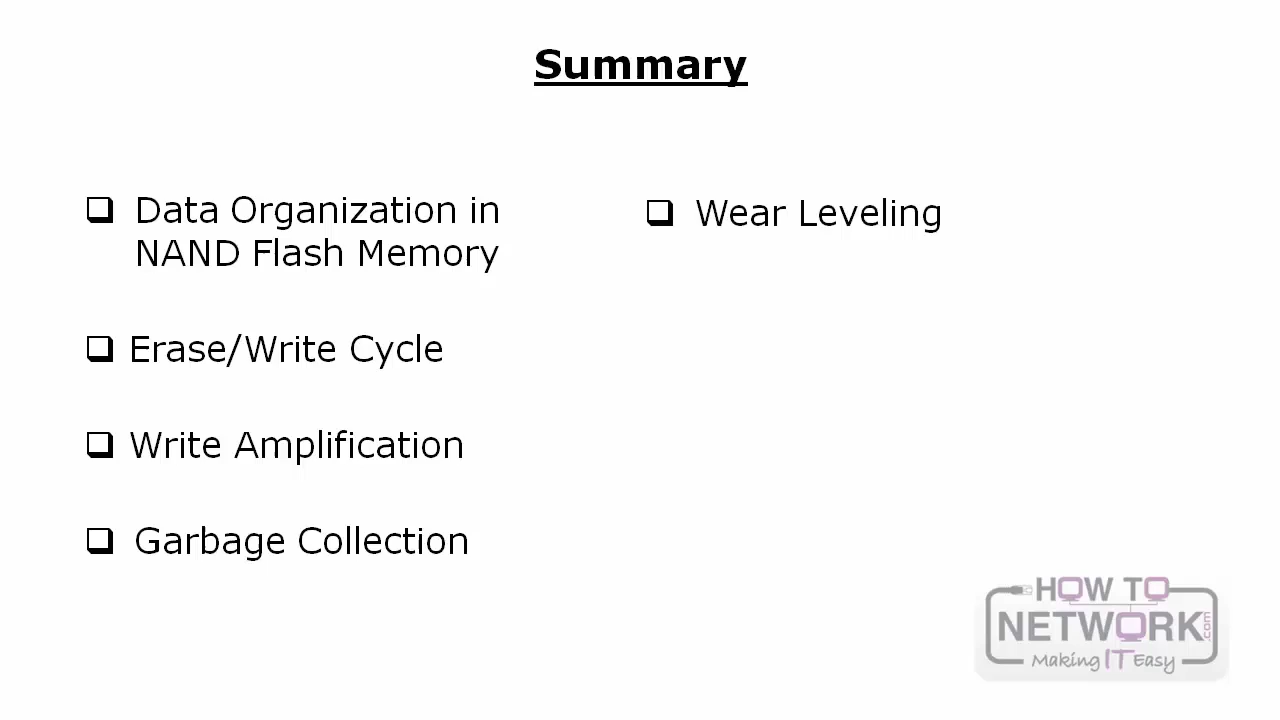 Summary
Data Organization in
NAND Flash Memory
Erase/Write Cycle
Write Amplification
Garbage Collection
Wear Leveling
HOW TO
NETWORK.com
Making IT Easy